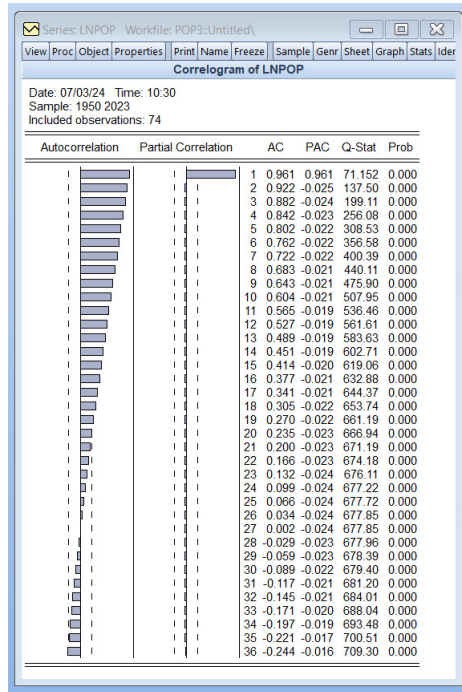 Series: LNPOP Workfile: POP3::Untitled\
View Proc Object Properties Print Name Freeze Sample Genr Sheet Graph Stats Iden
Correlogram of LNPOP
Date: 07/03/24 Time: 10:30
Sample: 1950 2023
Included observations: 74
Autocorrelation Partial Correlation AC PAC Q-Stat Prob
1 0.961 0.961 71.152 0.000
2 0.922 -0.025 137.50 0.000
3 0.882 -0.024 199.11 0.000
4 0.842 -0.023 256.08 0.000
5 0.802 -0.022 308.53 0.000
6 0.762 -0.022 356.58 0.000
7 0.722 -0.022 400.39 0.000
8 0.683 -0.021 440.11 0.000
9 0.643 -0.021 475.90 0.000
10 0.604 -0.021 507.95 0.000
11 0.565 -0.019 536.46 0.000
12 0.527 -0.019 561.61 0.000
13 0.489 -0.019 583.63 0.000
14 0.451 -0.019 602.71 0.000
15 0.414 -0.020 619.06 0.000
16 0.377 -0.021 632.88 0.000
17 0.341 -0.021 644.37 0.000
18 0.305 -0.022 653.74 0.000
19 0.270 -0.022 661.19 0.000
20 0.235 -0.023 666.94 0.000
21 0.200 -0.023 671.19 0.000
22 0.166 -0.023 674.18 0.000
23 0.132 -0.024 676.11 0.000
24 0.099 -0.024 677.22 0.000
25 0.066 -0.024 677.72 0.000
26 0.034 -0.024 677.85 0.000
27 0.002 -0.024 677.85 0.000
28 -0.029 -0.023 677.96 0.000
29 -0.059 -0.023 678.39 0.000
30 -0.089 -0.022 679.40 0.000
31 -0.117 -0.021 681.20 0.000
32 -0.145 -0.021 684.01 0.000
33 -0.171 -0.020 688.04 0.000
34 -0.197 -0.019 693.48 0.000
35 -0.221 -0.017 700.51 0.000
36 -0.244 -0.016 709.30 0.000